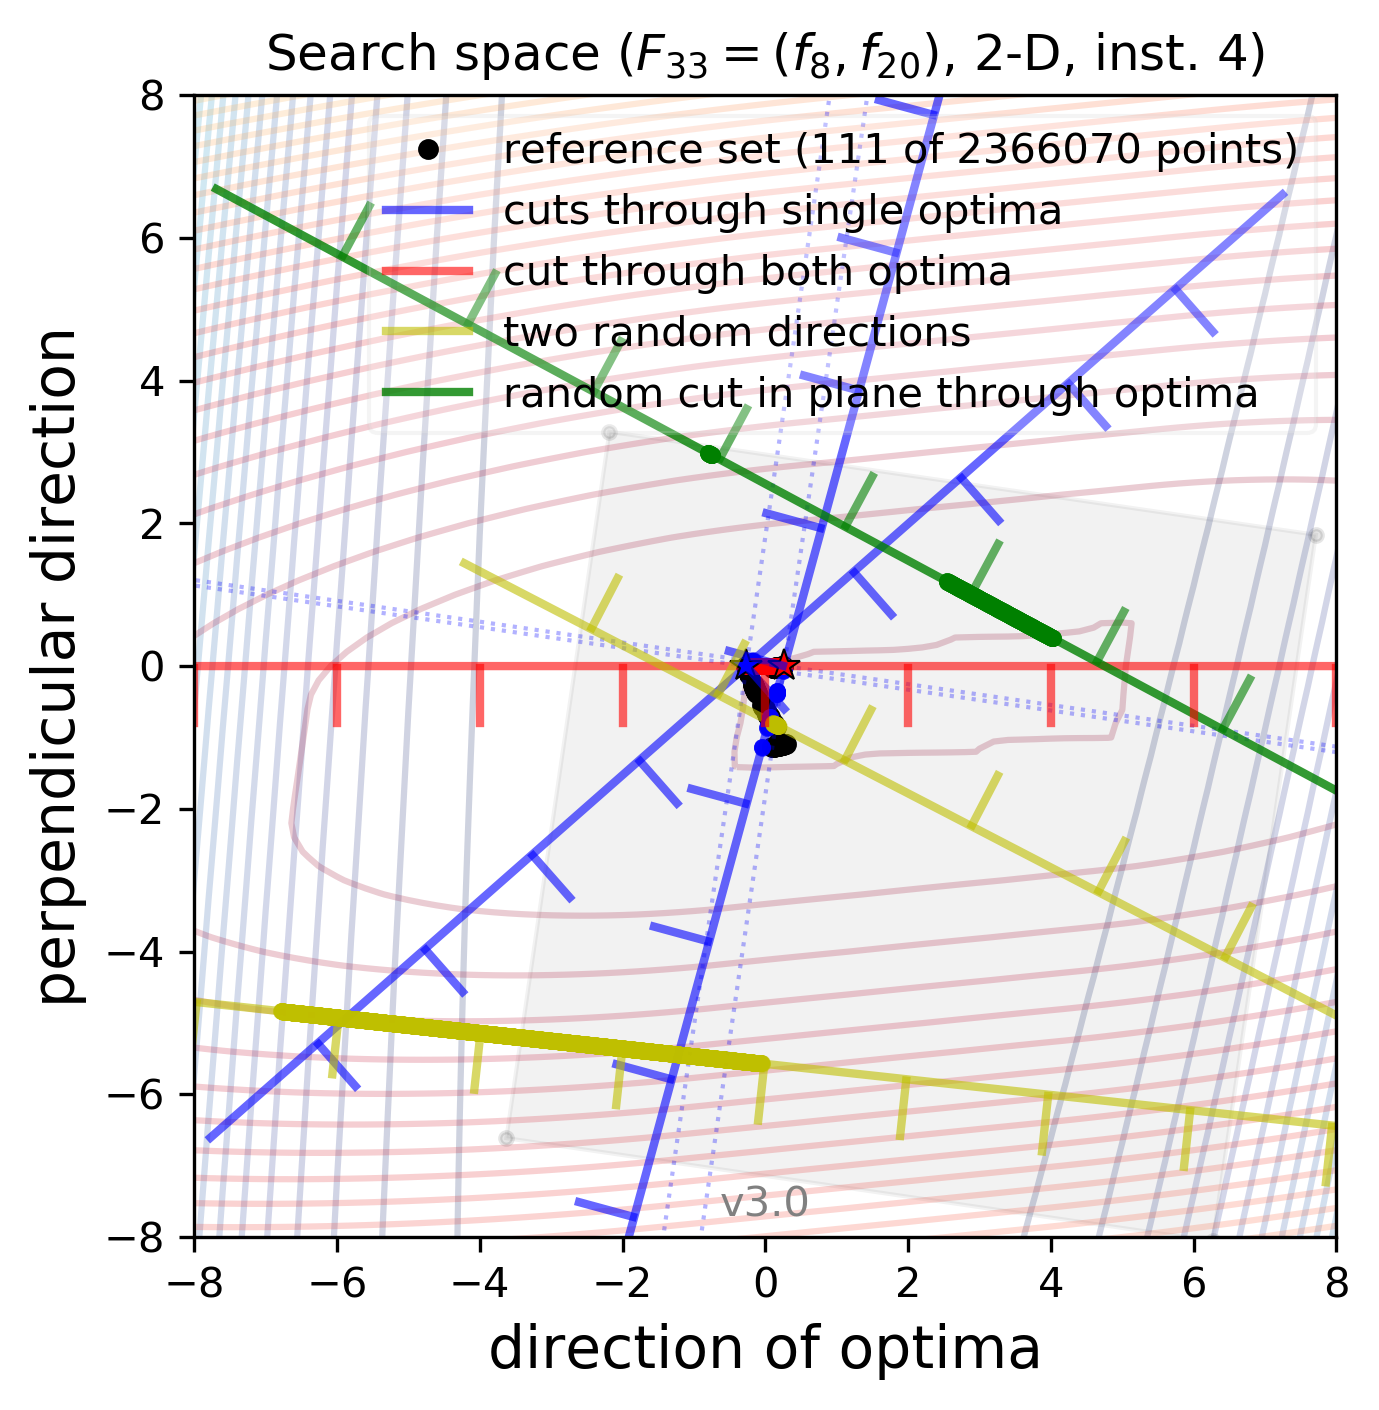 Search space (F33 = (f8, f20), 2-D, inst. 4)
perpendicular direction
8
6
4
2
0
−2
−4
−6
−8
reference set (111 of 2366070 points)
cuts through single optima
cut through both optima
two random directions
random cut in plane through optima
v3.0
−8 −6 −4 −2 0 2 4 6 8
direction of optima